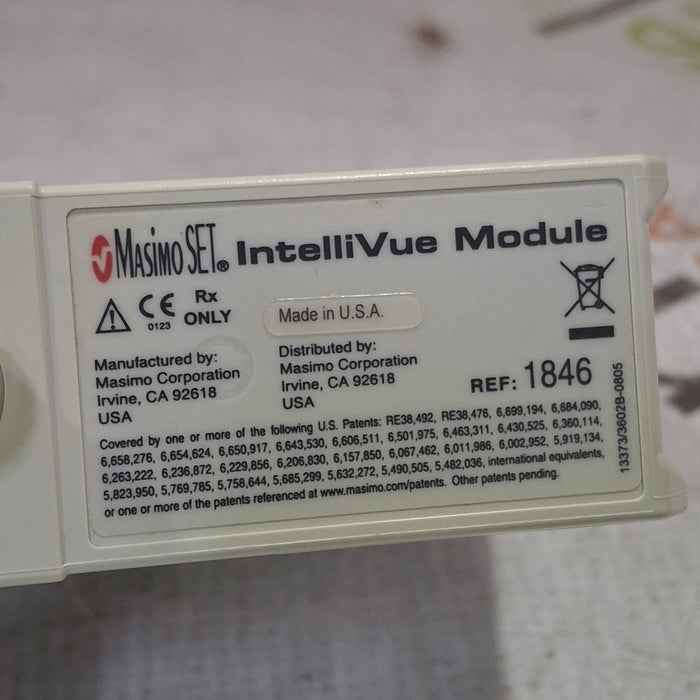 MASIMO SET® IntelliVue Module
CE 0123 Rx ONLY
Made in U.S.A.
Manufactured by:
Masimo Corporation
Irvine, CA 92618
USA
Distributed by:
Masimo Corporation
Irvine, CA 92618
USA
REF: 1846
Covered by one or more of the following U.S. Patents: RE38,492, RE38,476, 6,699,194, 6,684,090,
6,658,276, 6,654,624, 6,650,917, 6,643,530, 6,606,511, 6,501,975, 6,463,311, 6,430,525, 6,360,114,
6,263,222, 6,236,872, 6,229,856, 6,206,830, 6,157,850, 6,067,462, 6,011,986, 6,002,952, 5,919,134,
5,823,950, 5,769,785, 5,758,644, 5,685,299, 5,632,272, 5,490,505, 5,482,036, international equivalents,
or one or more of the patents referenced at www.masimo.com/patents. Other patents pending.
13373/3602B-0805